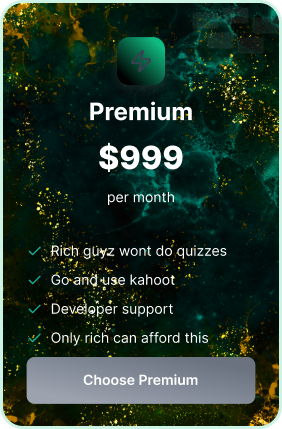 Premium
$999
per month
Rich guyz wont do quizzes
Go and use kahoot
Developer support
Only rich can afford this
Choose Premium